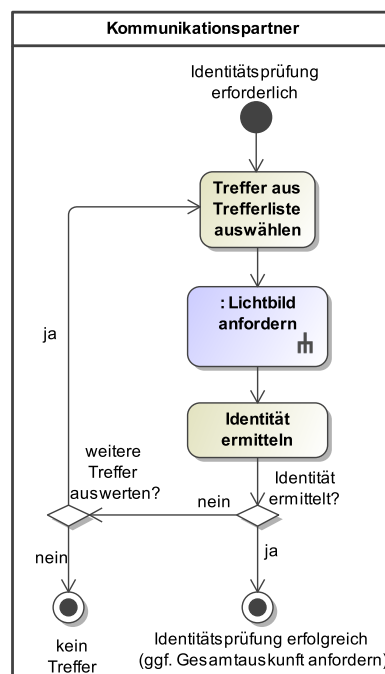 Kommunikationspartner
Identitätsprüfung
erforderlich
Treffer aus
Trefferliste
auswählen
: Lichtbild
anfordern
ja
Identität
ermitteln
weitere
Treffer
auswerten?
Identität
ermittelt?
nein
nein
ja
kein
Treffer
Identitätsprüfung erfolgreich
(ggf. Gesamtauskunft anfordern)